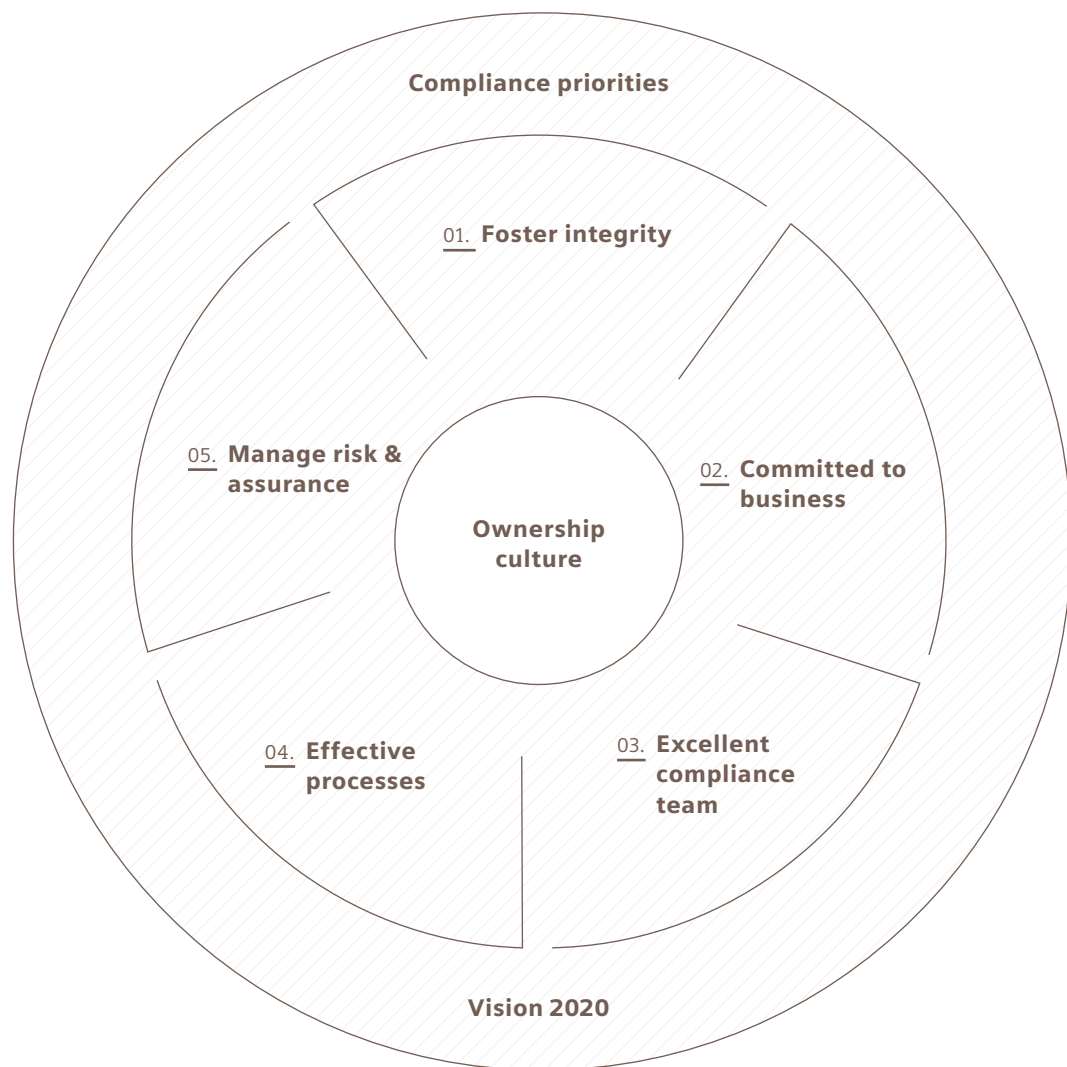 Compliance priorities
01. Foster integrity
02. Committed to
business
03. Excellent
compliance
team
04. Effective
processes
05. Manage risk &
assurance
Ownership
culture
Vision 2020